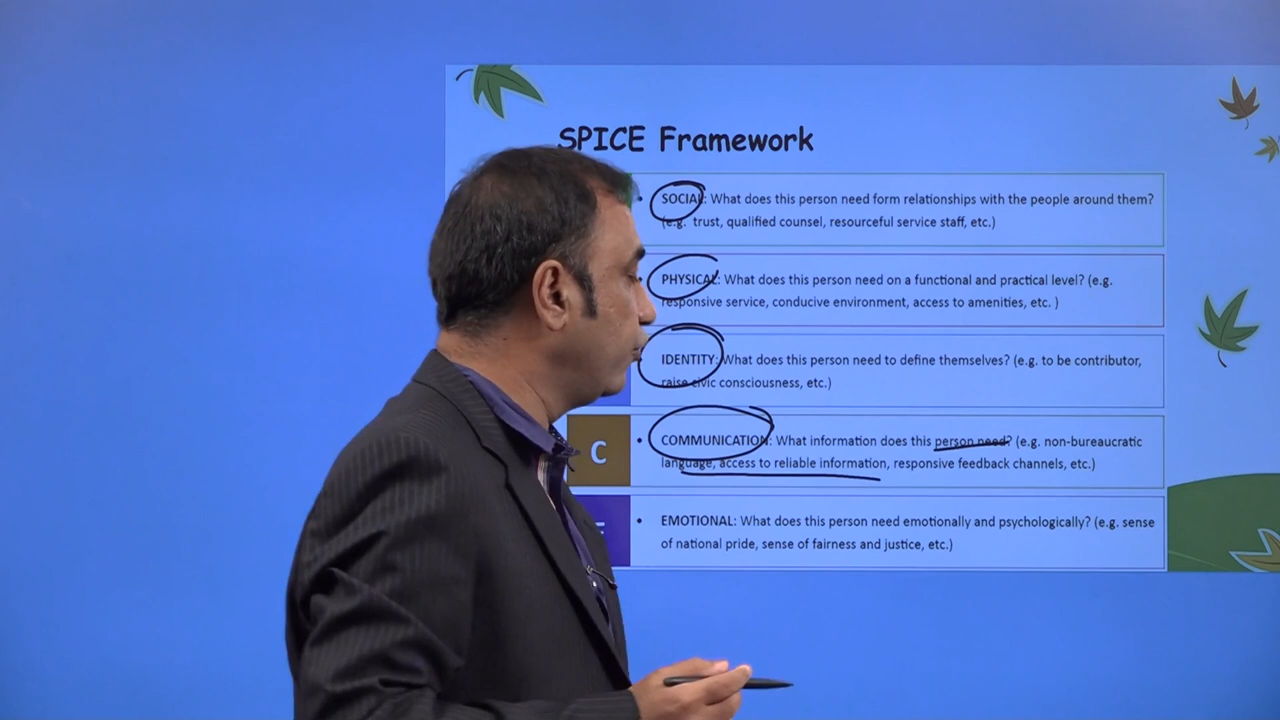 SPICE Framework
• SOCIAL: What does this person need form relationships with the people around them?
(e.g. trust, qualified counsel, resourceful service staff, etc.)
PHYSICAL: What does this person need on a functional and practical level? (e.g.
responsive service, conducive environment, access to amenities, etc. )
IDENTITY: What does this person need to define themselves? (e.g. to be contributor,
raise civic consciousness, etc.)
C
• COMMUNICATION: What information does this person need? (e.g. non-bureaucratic
language, access to reliable information, responsive feedback channels, etc.)
• EMOTIONAL: What does this person need emotionally and psychologically? (e.g. sense
of national pride, sense of fairness and justice, etc.)